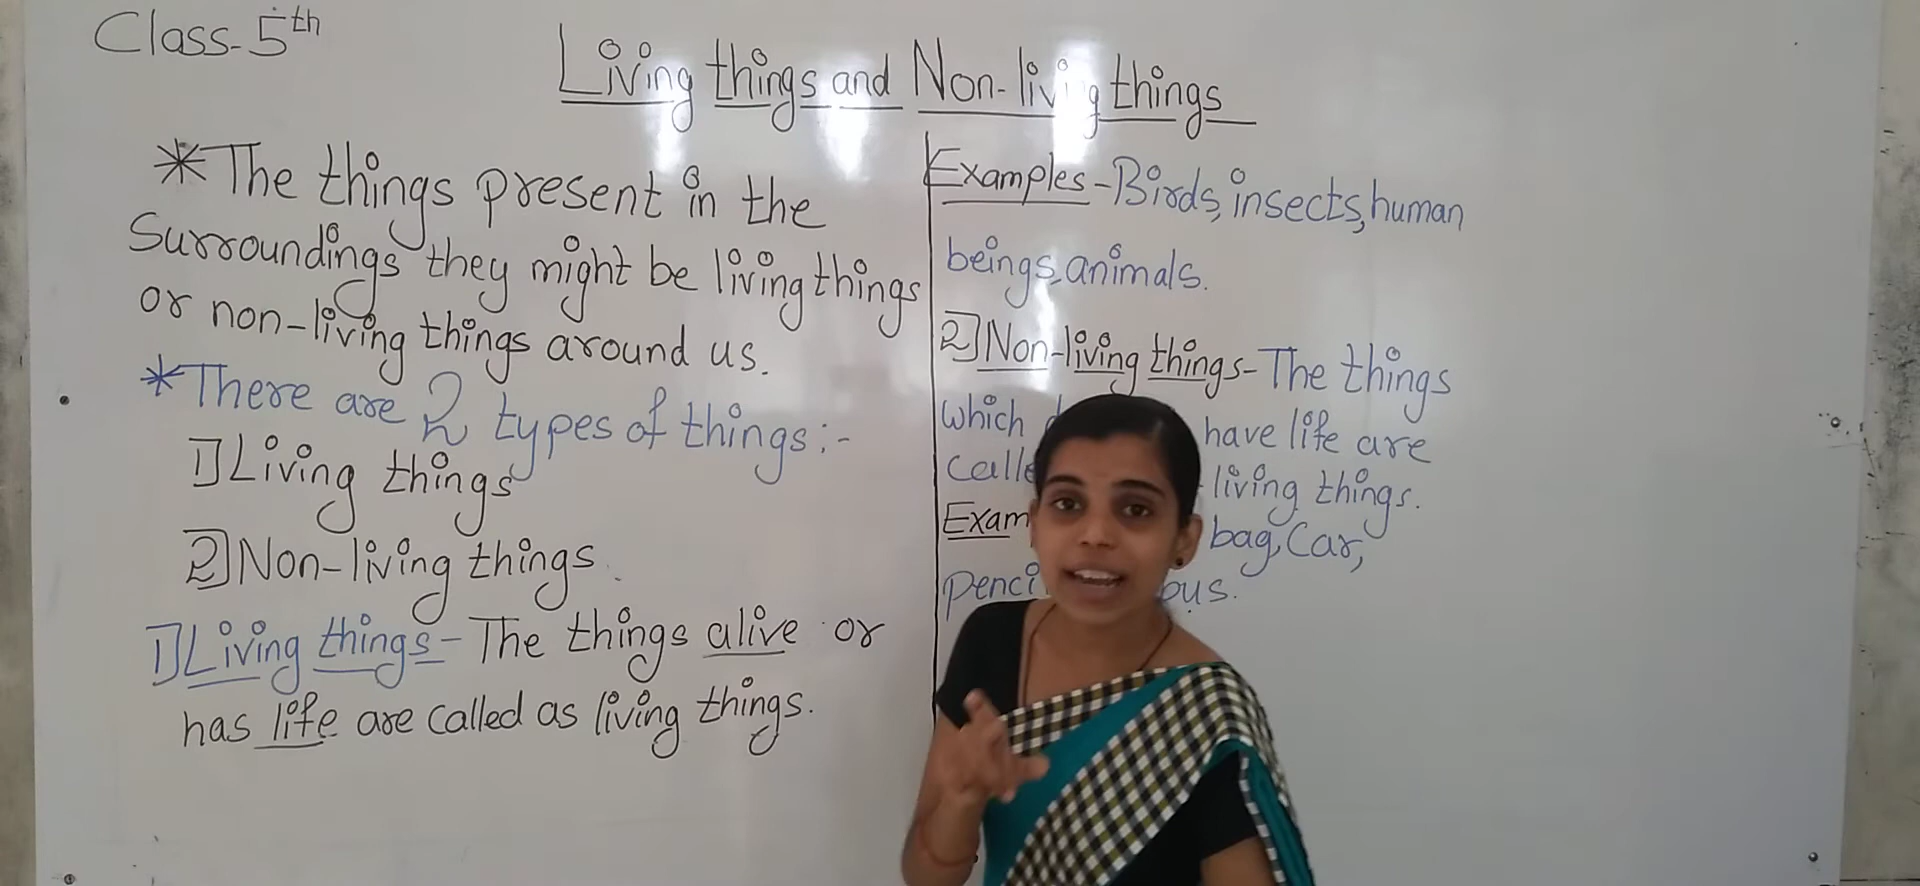 Class-5th
Living things and Non-living things
*The things present in the
Surroundings they might be living things
or non-living things around us.
*There are 2 types of things:-
1]Living things
2]Non-living things.
1]Living things-The things alive or
has life are called as living things.
Examples-Birds,insects,human
beings,animals.
2]Non-living things-The things
which have life are
living things.
bag,Car,
bus.